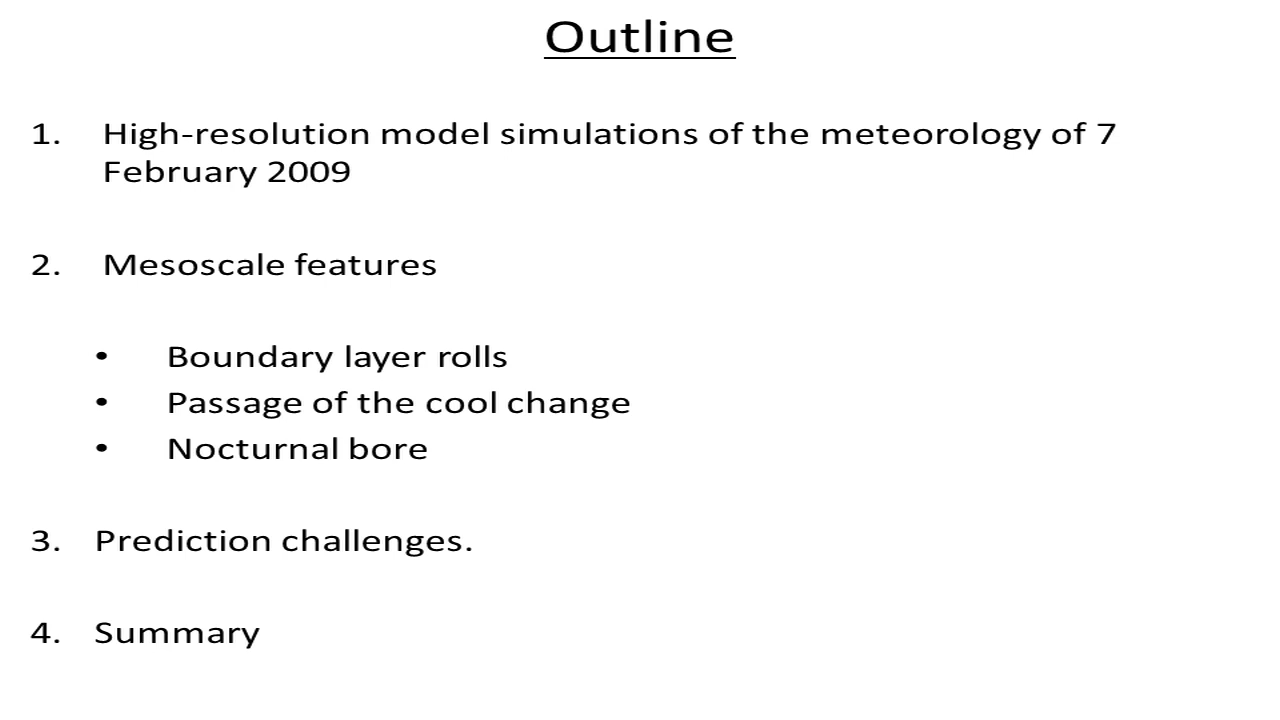 Outline
1. High-resolution model simulations of the meteorology of 7
February 2009
2. Mesoscale features
• Boundary layer rolls
• Passage of the cool change
• Nocturnal bore
3. Prediction challenges.
4. Summary